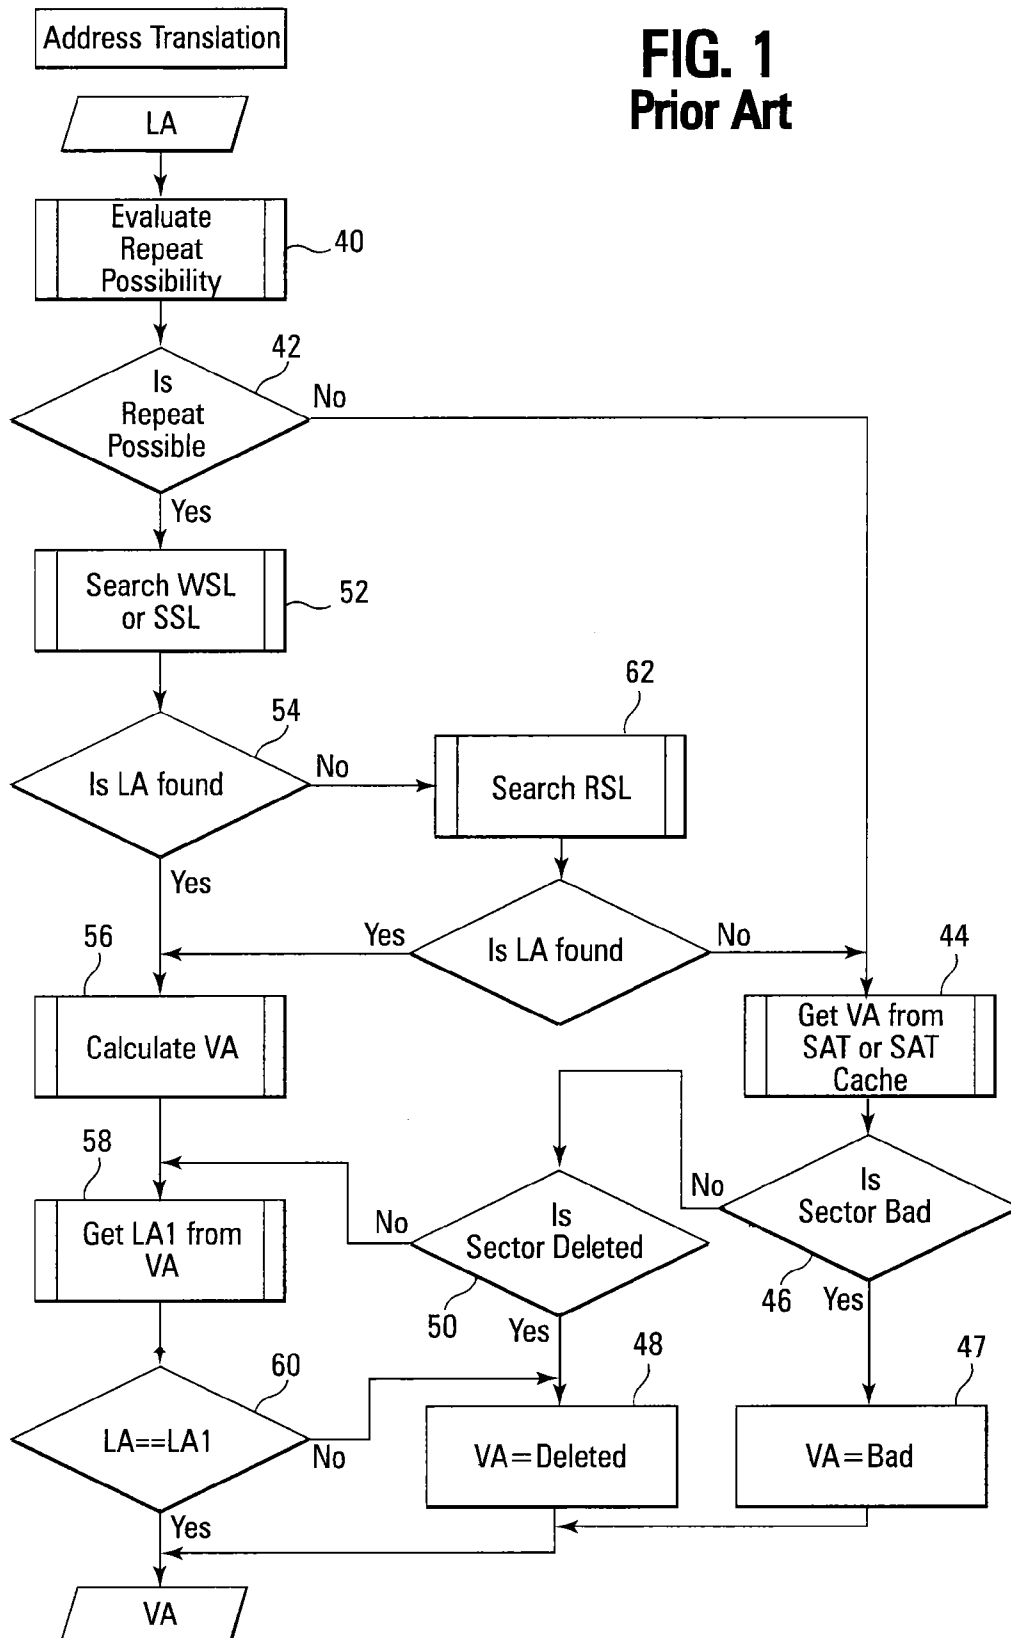 Address Translation
FIG. 1
Prior Art
LA
Evaluate
Repeat
Possibility
40
42
Is
Repeat
Possible
No
Yes
Search WSL
or SSL
52
54
Is LA found
No
62
Search RSL
Yes
Yes
Is LA found
No
56
Calculate VA
44
Get VA from
SAT or SAT
Cache
58
Get LA1 from
VA
No
Is
Sector Deleted
50
Yes
No
Is
Sector Bad
46
Yes
60
LA==LA1
No
48
VA=Deleted
47
VA=Bad
Yes
VA